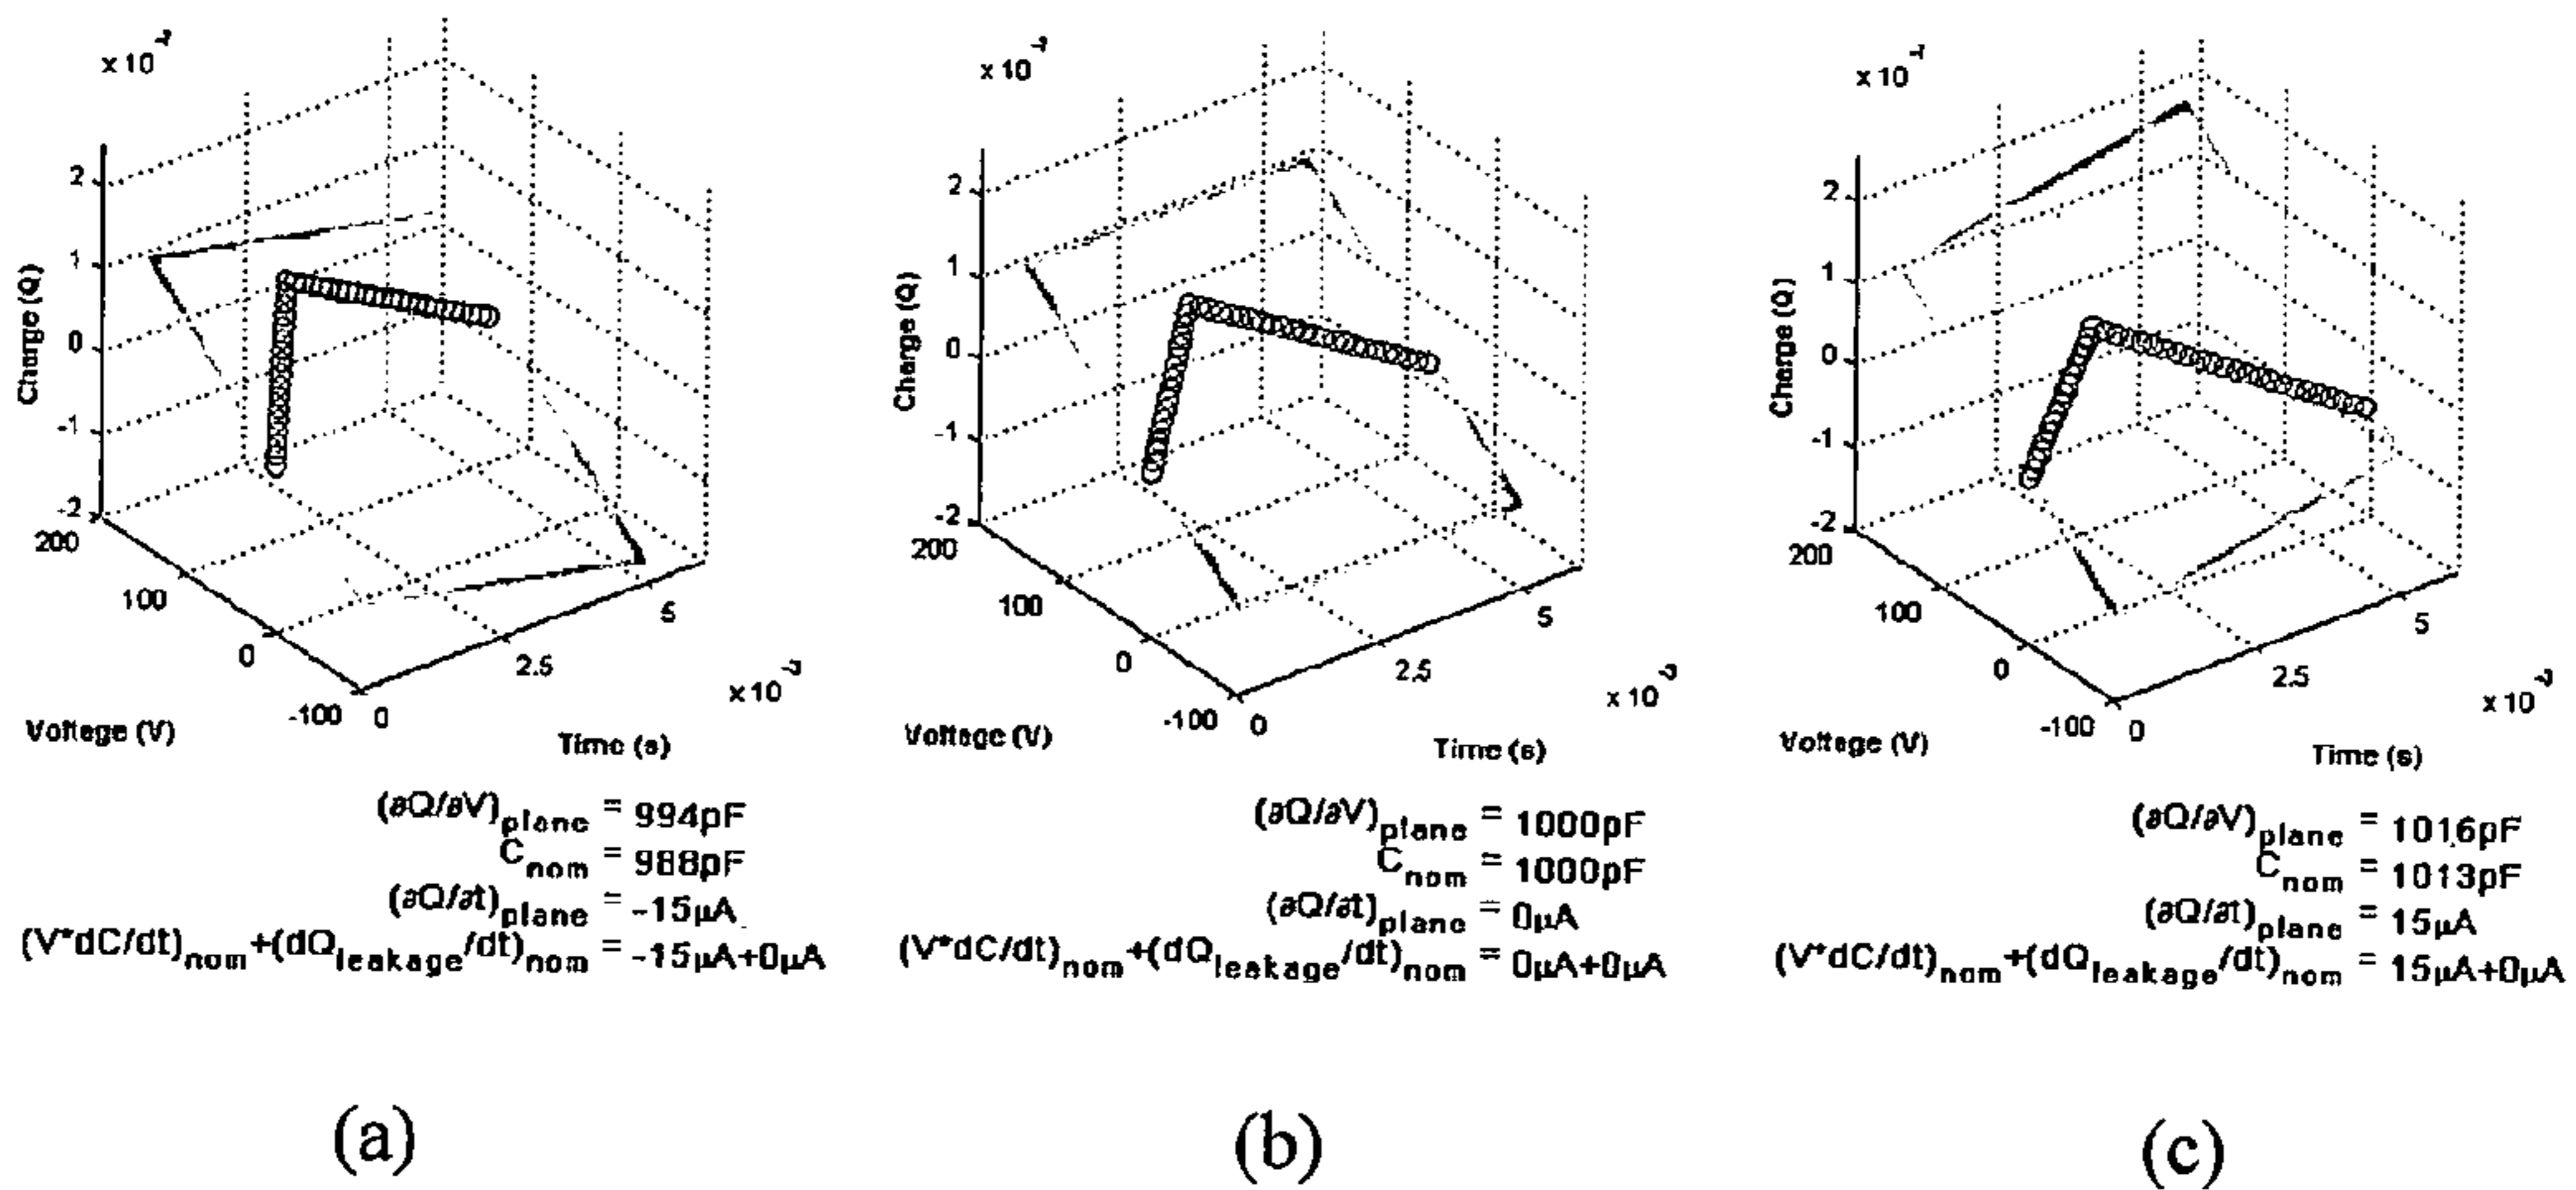 x 10
2
1
0
-1
-2
Charge (Q)
200
100
0
-100
0
2.5
5
x 10
Voltage (V)
Time (s)
(∂Q/∂V)plane = 994pF
Cnom = 988pF
(∂Q/∂t)plane = -15µA
(V*dC/dt)nom+(dQleakage/dt)nom = -15µA+0µA
(a)
x 10
2
1
0
-1
-2
Charge (Q)
200
100
0
-100
0
2.5
5
x 10
Voltage (V)
Time (s)
(∂Q/∂V)plane = 1000pF
Cnom = 1000pF
(∂Q/∂t)plane = 0µA
(V*dC/dt)nom+(dQleakage/dt)nom = 0µA+0µA
(b)
x 10
2
1
0
-1
-2
Charge (Q)
200
100
0
-100
0
2.5
5
x 10
Voltage (V)
Time (s)
(∂Q/∂V)plane = 1016pF
Cnom = 1013pF
(∂Q/∂t)plane = 15µA
(V*dC/dt)nom+(dQleakage/dt)nom = 15µA+0µA
(c)